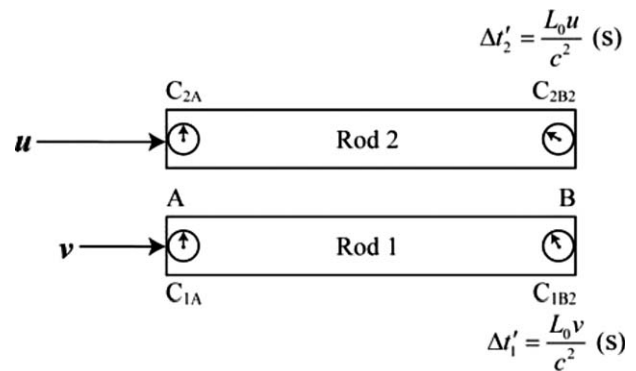 Δt′₂ = L₀u / c² (s)
C₂A C₂B2
u Rod 2
A B
v Rod 1
C₁A C₁B2
Δt′₁ = L₀v / c² (s)